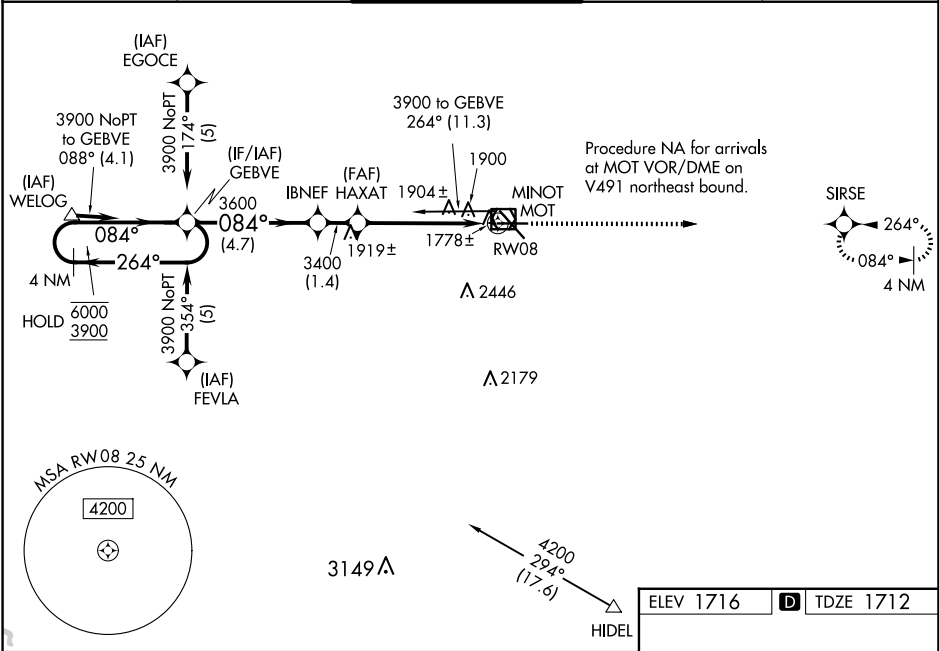 (IAF)
EGOCE
3900 NoPT
174°
(5)
3900 NoPT
to GEBVE
088° (4.1)
(IAF)
WELOG
(IF/IAF)
GEBVE
3600
084°
(4.7)
084°
264°
4 NM
HOLD
6000
3900
3900 NoPT
354°
(5)
(IAF)
FEVLA
IBNEF
(FAF)
HAXAT
3400
(1.4)
1919±
3900 to GEBVE
264° (11.3)
1900
1904±
1778±
MINOT
MOT
RW08
Procedure NA for arrivals
at MOT VOR/DME on
V491 northeast bound.
SIRSE
264°
084°
4 NM
2446
2179
MSA RW08 25 NM
4200
3149
4200
294°
(17.6)
HIDEL
ELEV 1716
D
TDZE 1712